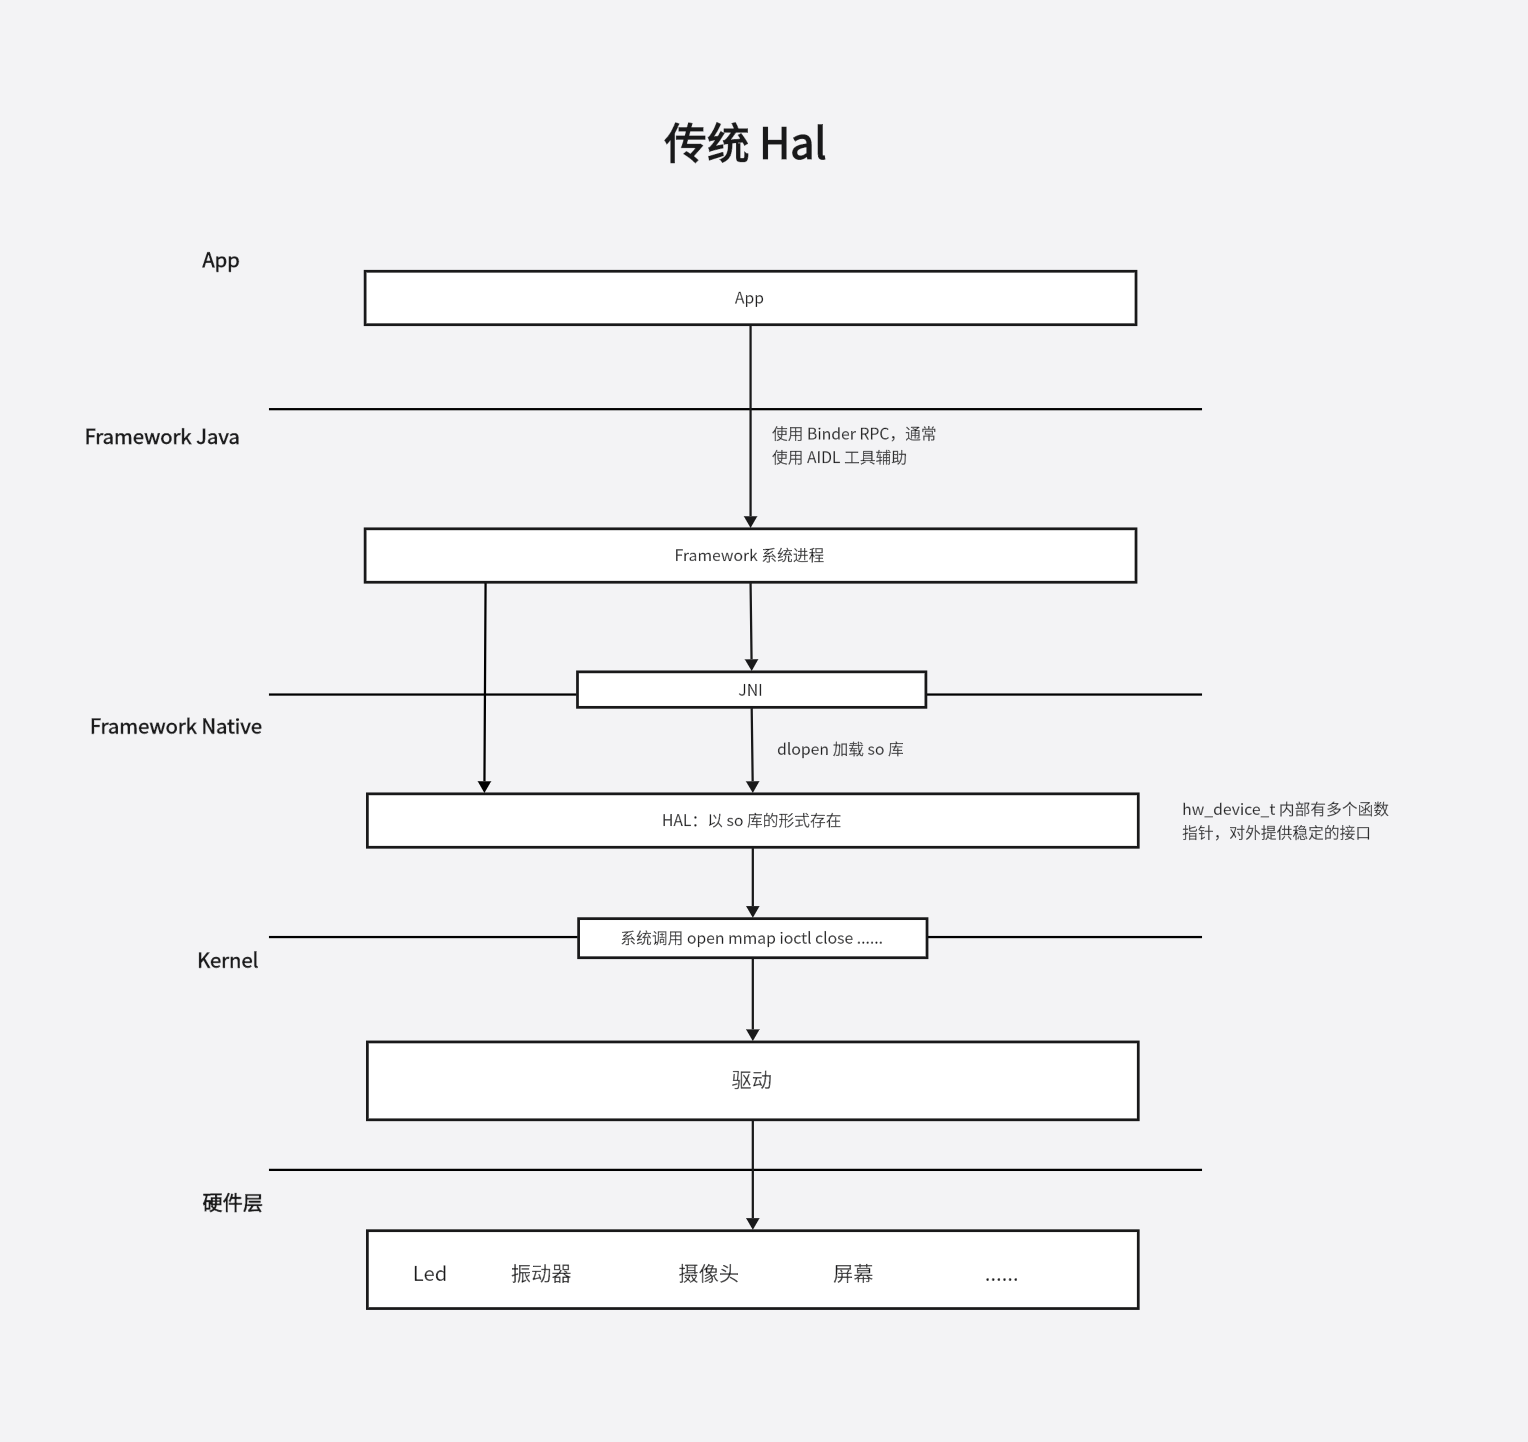 传统 Hal
App
App
Framework Java
使用 Binder RPC，通常
使用 AIDL 工具辅助
Framework 系统进程
JNI
Framework Native
dlopen 加载 so 库
HAL：以 so 库的形式存在
hw_device_t 内部有多个函数
指针，对外提供稳定的接口
系统调用 open mmap ioctl close ......
Kernel
驱动
硬件层
Led 振动器 摄像头 屏幕 ......